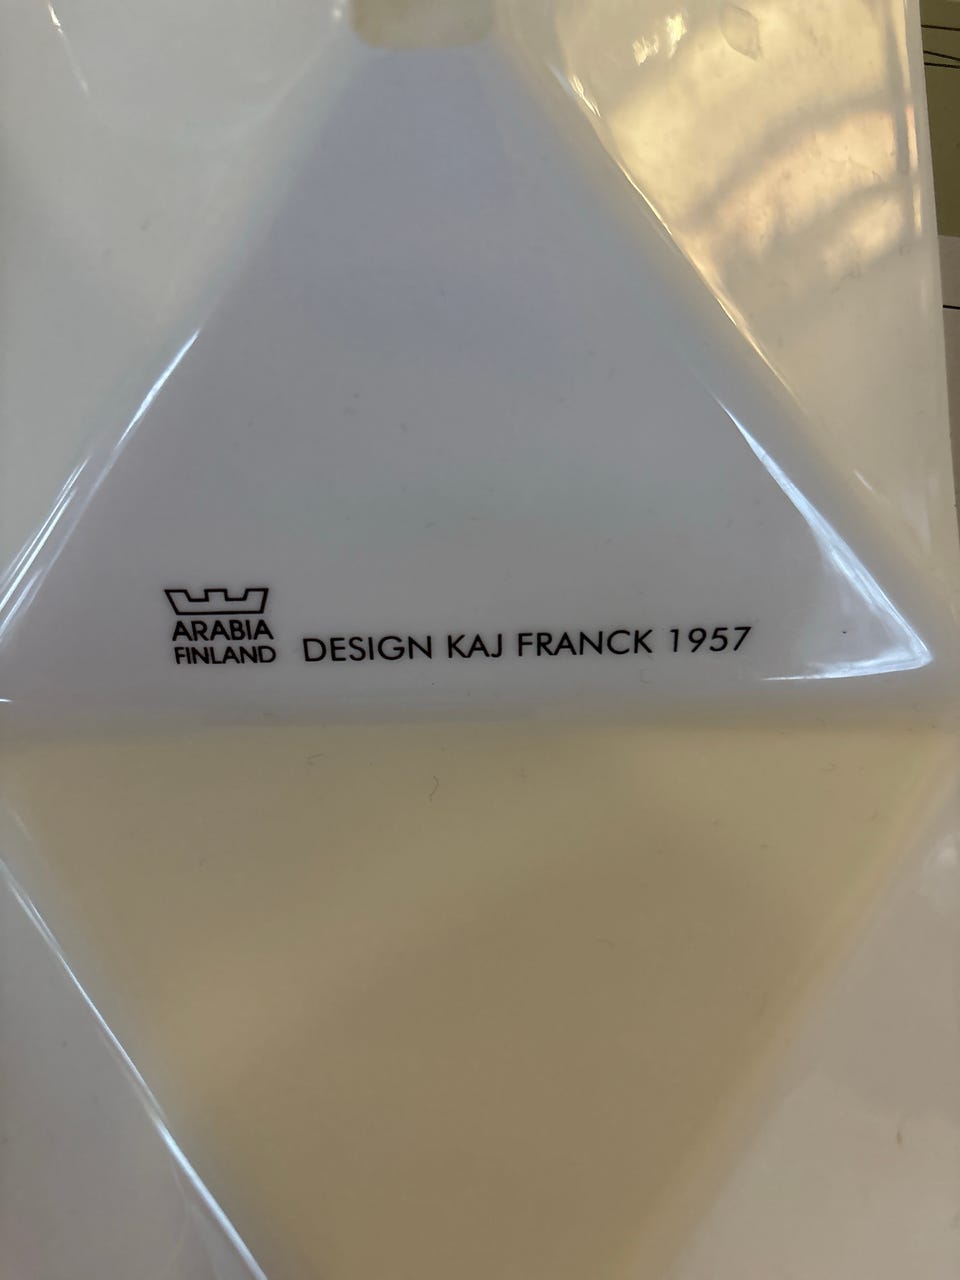 ARABIA
FINLAND
DESIGN KAJ FRANCK 1957